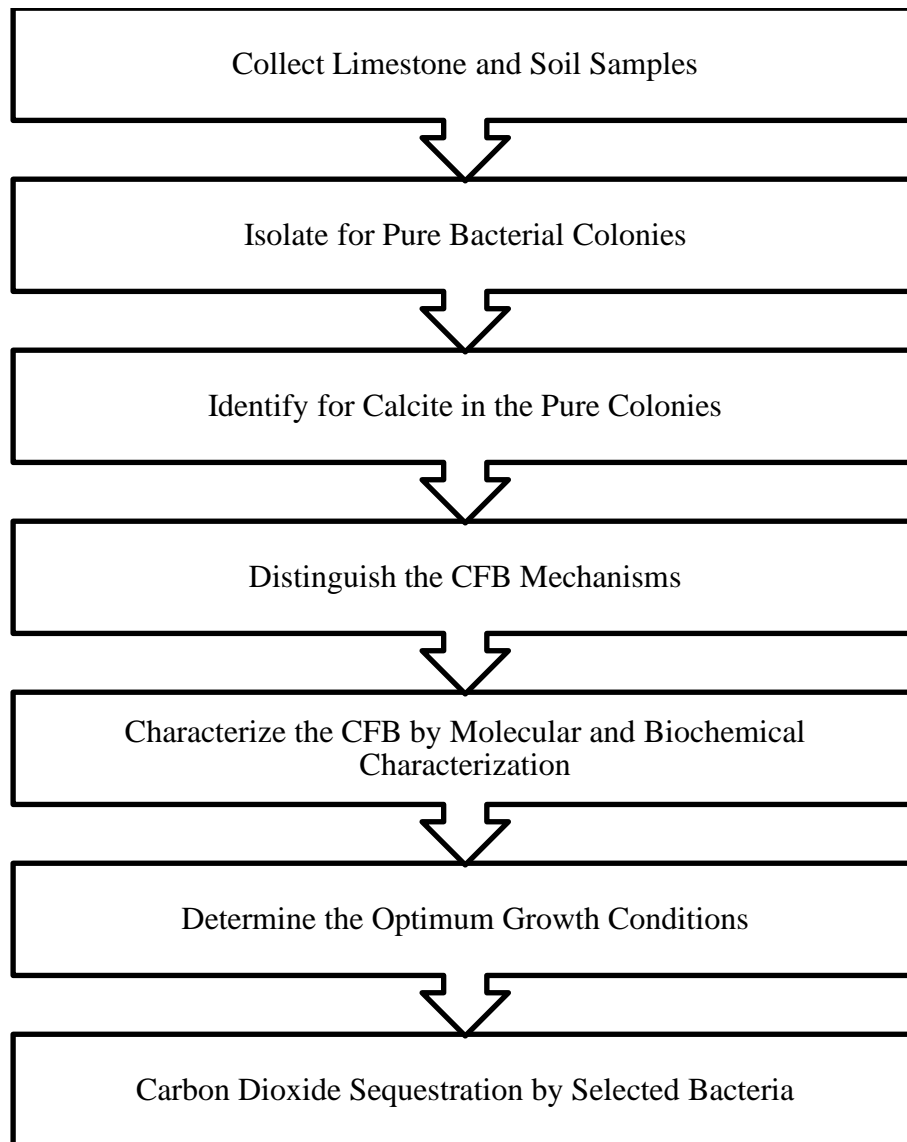 Collect Limestone and Soil Samples
Isolate for Pure Bacterial Colonies
Identify for Calcite in the Pure Colonies
Distinguish the CFB Mechanisms
Characterize the CFB by Molecular and Biochemical
Characterization
Determine the Optimum Growth Conditions
Carbon Dioxide Sequestration by Selected Bacteria